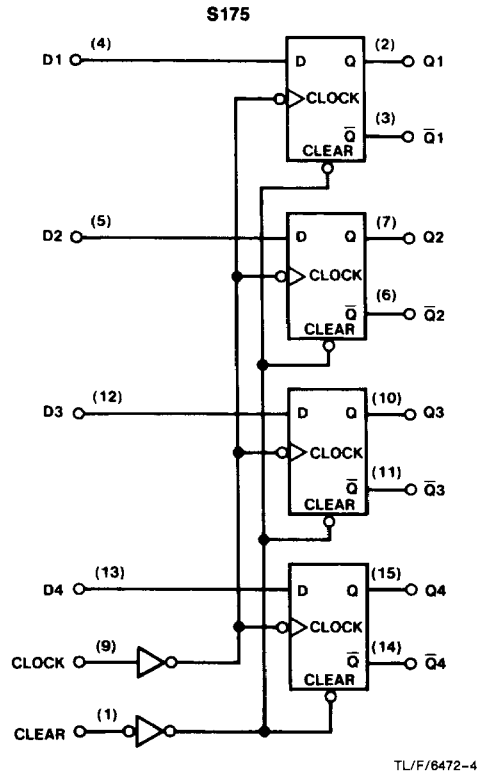 S175
D1 (4) D Q (2) Q1
CLOCK
Q̅ (3) Q̅1
CLEAR
D2 (5) D Q (7) Q2
CLOCK
Q̅ (6) Q̅2
CLEAR
D3 (12) D Q (10) Q3
CLOCK
Q̅ (11) Q̅3
CLEAR
D4 (13) D Q (15) Q4
CLOCK
Q̅ (14) Q̅4
CLEAR
CLOCK (9)
CLEAR (1)
TL/F/6472–4